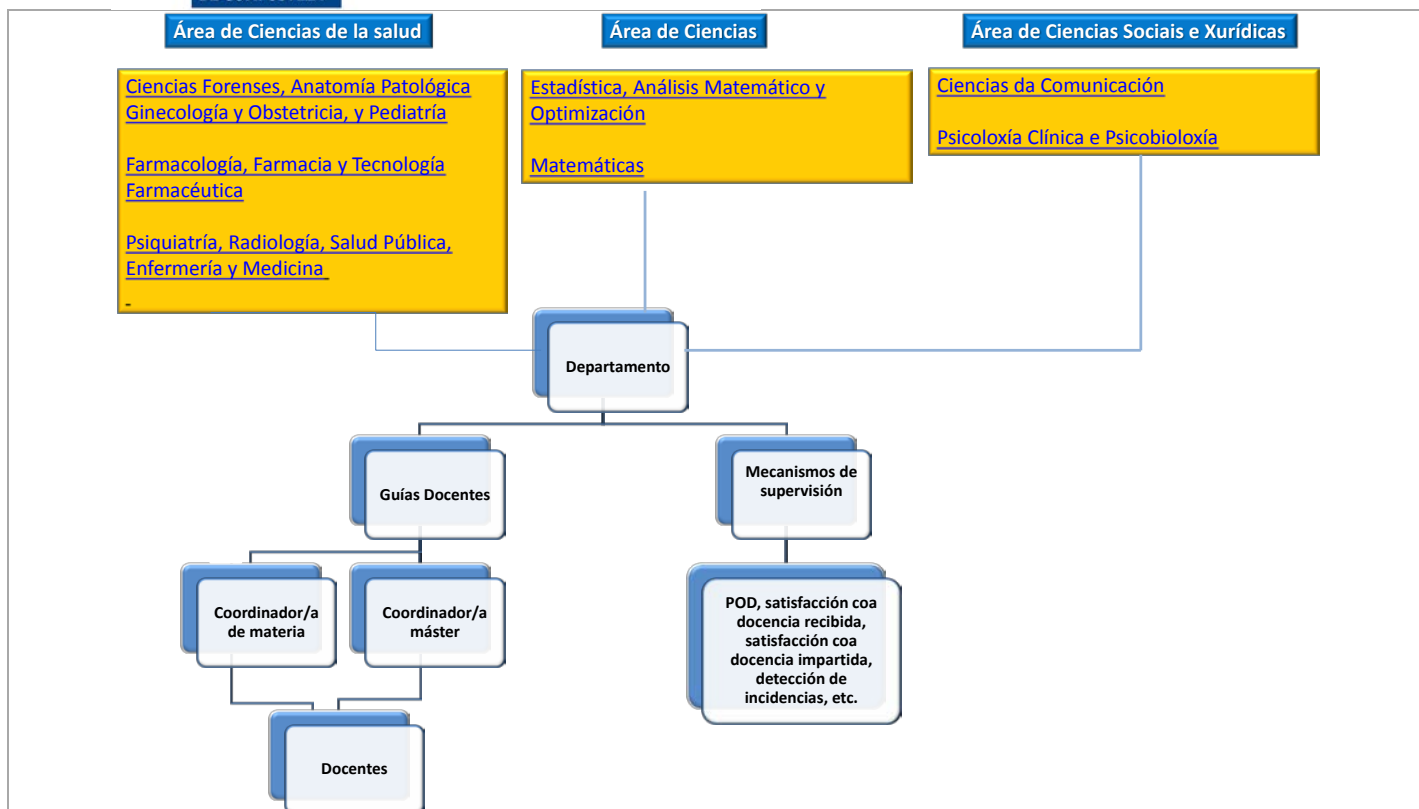 Área de Ciencias de la salud
Área de Ciencias
Área de Ciencias Sociais e Xurídicas
Ciencias Forenses, Anatomía Patológica
Ginecología y Obstetricia, y Pediatría
Farmacología, Farmacia y Tecnología
Farmacéutica
Psiquiatría, Radiología, Salud Pública,
Enfermería y Medicina
Estadística, Análisis Matemático y
Optimización
Matemáticas
Ciencias da Comunicación
Psicoloxía Clínica e Psicobioloxía
Departamento
Guías Docentes
Mecanismos de
supervisión
Coordinador/a
de materia
Coordinador/a
máster
POD, satisfacción coa
docencia recibida,
satisfacción coa
docencia impartida,
detección de
incidencias, etc.
Docentes